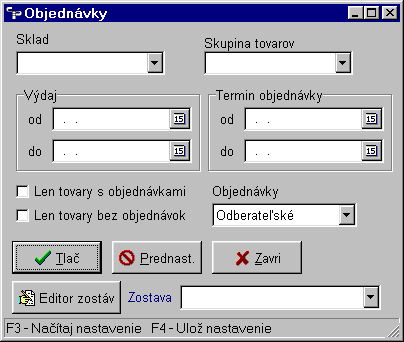 Objednávky
Sklad
Skupina tovarov
Výdaj
Termin objednávky
od . . 15
od . . 15
do . . 15
do . . 15
Len tovary s objednávkami
Objednávky
Len tovary bez objednávok
Odberateľské
Tlač
Prednast.
Zavri
Editor zostáv
Zostava
F3 - Načítaj nastavenie F4 - Ulož nastavenie